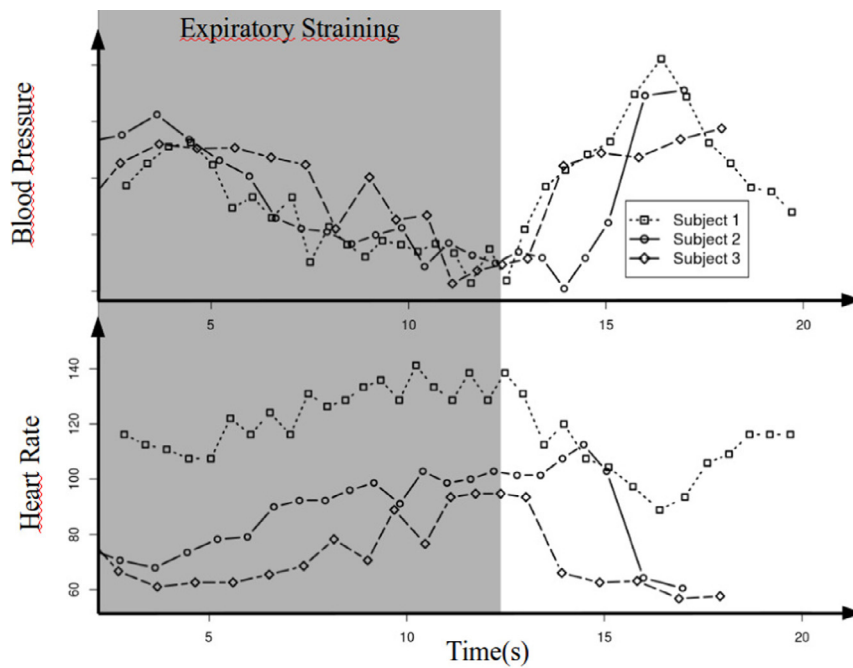 Expiratory Straining
Blood Pressure
Subject 1
Subject 2
Subject 3
5
10
15
20
Heart Rate
140
120
100
80
60
5
10
15
20
Time(s)